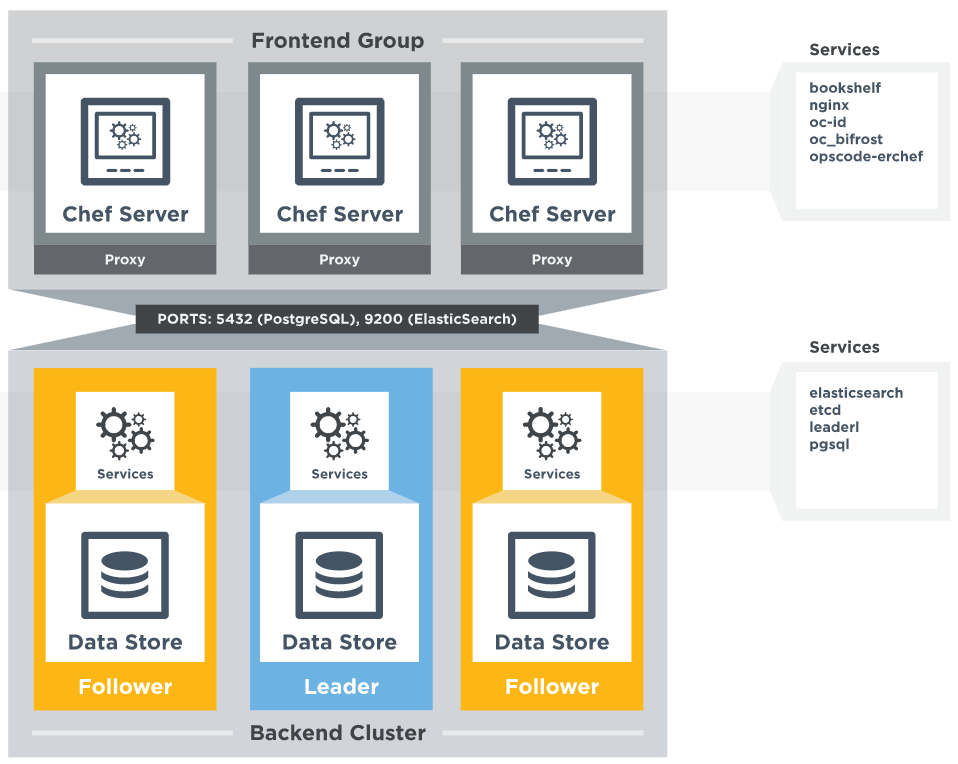 Frontend Group
Services
bookshelf
nginx
oc-id
oc_bifrost
opscode-erchef
Chef Server
Chef Server
Chef Server
Proxy
Proxy
Proxy
PORTS: 5432 (PostgreSQL), 9200 (ElasticSearch)
Services
elasticsearch
etcd
leaderl
pgsql
Services
Services
Services
Data Store
Data Store
Data Store
Follower
Leader
Follower
Backend Cluster